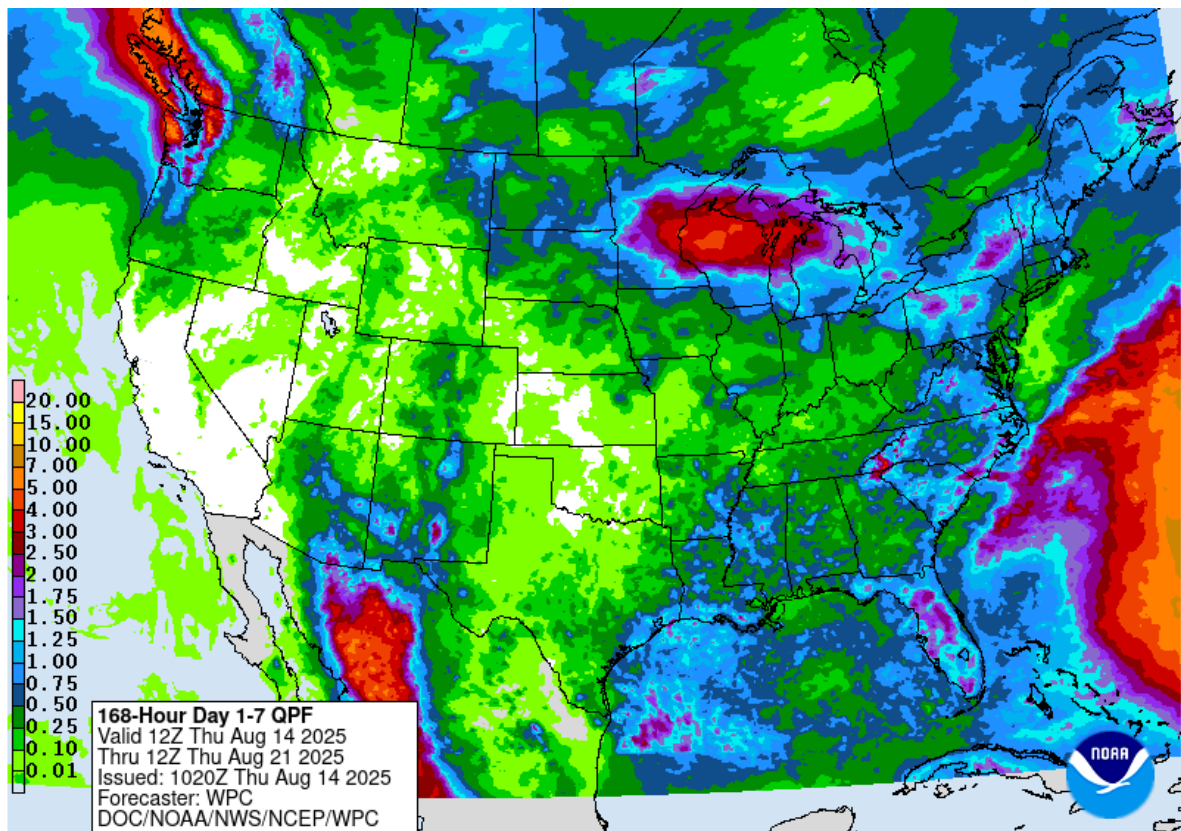 20.00
15.00
10.00
7.00
5.00
4.00
3.00
2.50
2.00
1.75
1.50
1.25
1.00
0.75
0.50
0.25
0.10
0.01
168-Hour Day 1-7 QPF
Valid 12Z Thu Aug 14 2025
Thru 12Z Thu Aug 21 2025
Issued: 1020Z Thu Aug 14 2025
Forecaster: WPC
DOC/NOAA/NWS/NCEP/WPC
NOAA